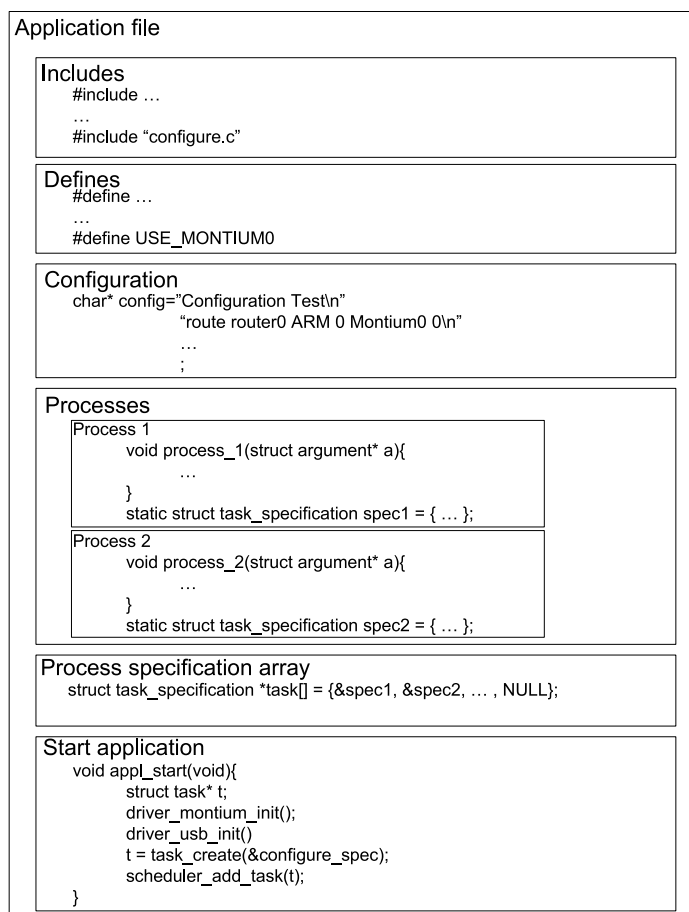 Application file
Includes
#include …
…
#include “configure.c”
Defines
#define …
…
#define USE_MONTIUM0
Configuration
char* config=”Configuration Test\n”
“route router0 ARM 0 Montium0 0\n”
…
;
Processes
Process 1
void process_1(struct argument* a){
…
}
static struct task_specification spec1 = { … };
Process 2
void process_2(struct argument* a){
…
}
static struct task_specification spec2 = { … };
Process specification array
struct task_specification *task[] = {&spec1, &spec2, … , NULL};
Start application
void appl_start(void){
struct task* t;
driver_montium_init();
driver_usb_init()
t = task_create(&configure_spec);
scheduler_add_task(t);
}